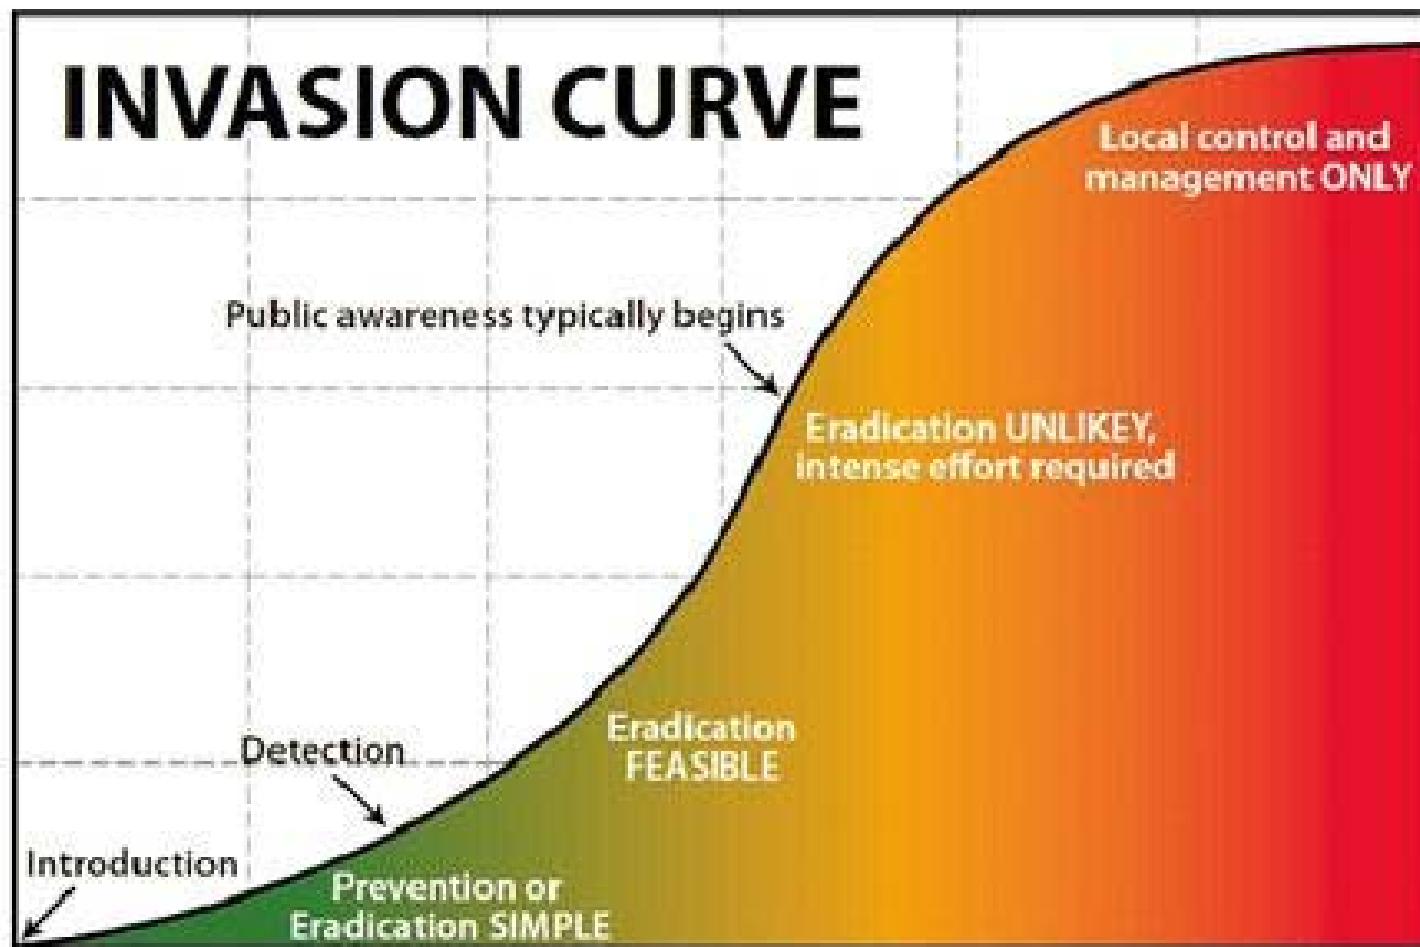 INVASION CURVE
Local control and
management ONLY
Public awareness typically begins
Eradication UNLIKEY,
intense effort required
Eradication
FEASIBLE
Detection
Introduction
Prevention or
Eradication SIMPLE